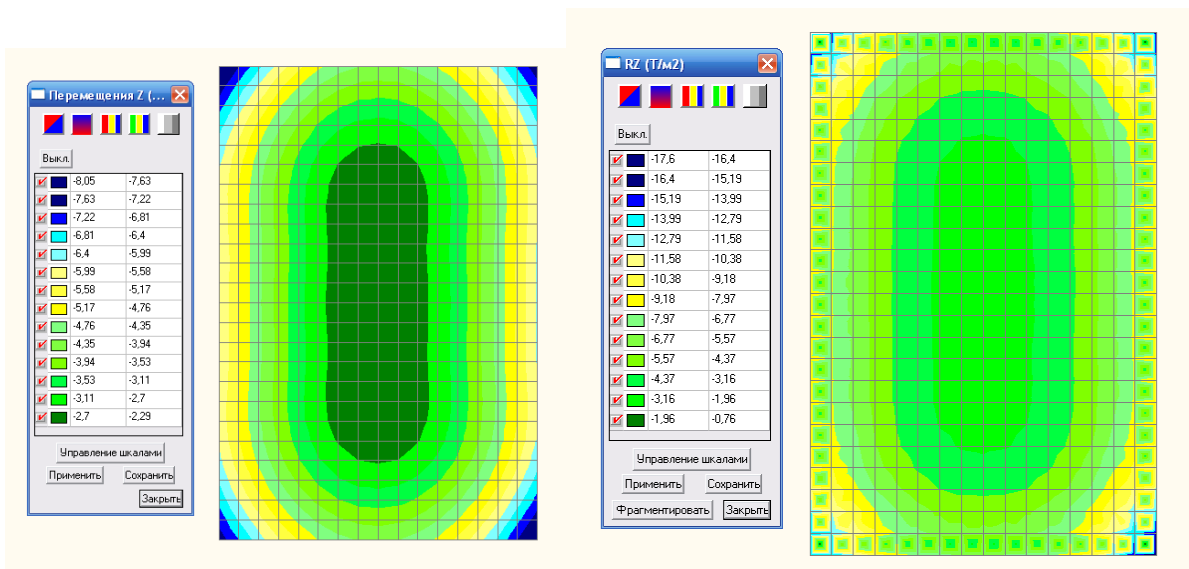 Перемещения Z (...
Выкл.
-8,05 -7,63
-7,63 -7,22
-7,22 -6,81
-6,81 -6,4
-6,4 -5,99
-5,99 -5,58
-5,58 -5,17
-5,17 -4,76
-4,76 -4,35
-4,35 -3,94
-3,94 -3,53
-3,53 -3,11
-3,11 -2,7
-2,7 -2,29
Управление шкалами
Применить Сохранить
Закрыть
RZ (Т/м2)
Выкл.
-17,6 -16,4
-16,4 -15,19
-15,19 -13,99
-13,99 -12,79
-12,79 -11,58
-11,58 -10,38
-10,38 -9,18
-9,18 -7,97
-7,97 -6,77
-6,77 -5,57
-5,57 -4,37
-4,37 -3,16
-3,16 -1,96
-1,96 -0,76
Управление шкалами
Применить Сохранить
Фрагментировать Закрыть